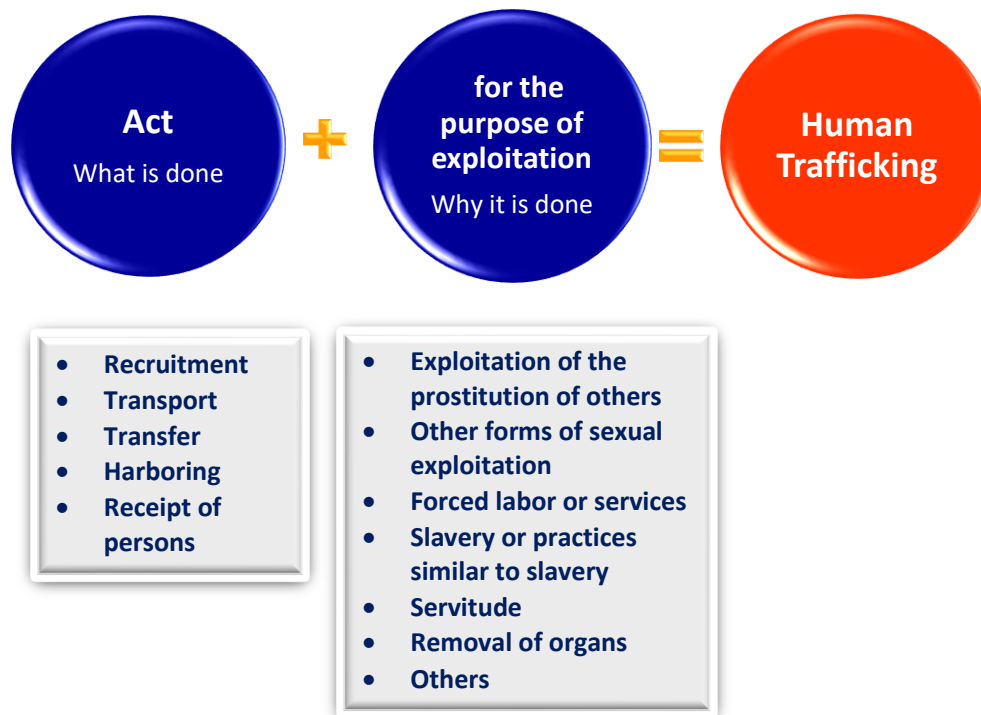 Act
What is done
+
for the
purpose of
exploitation
Why it is done
=
Human
Trafficking
• Recruitment
• Transport
• Transfer
• Harboring
• Receipt of
persons
• Exploitation of the
prostitution of others
• Other forms of sexual
exploitation
• Forced labor or services
• Slavery or practices
similar to slavery
• Servitude
• Removal of organs
• Others